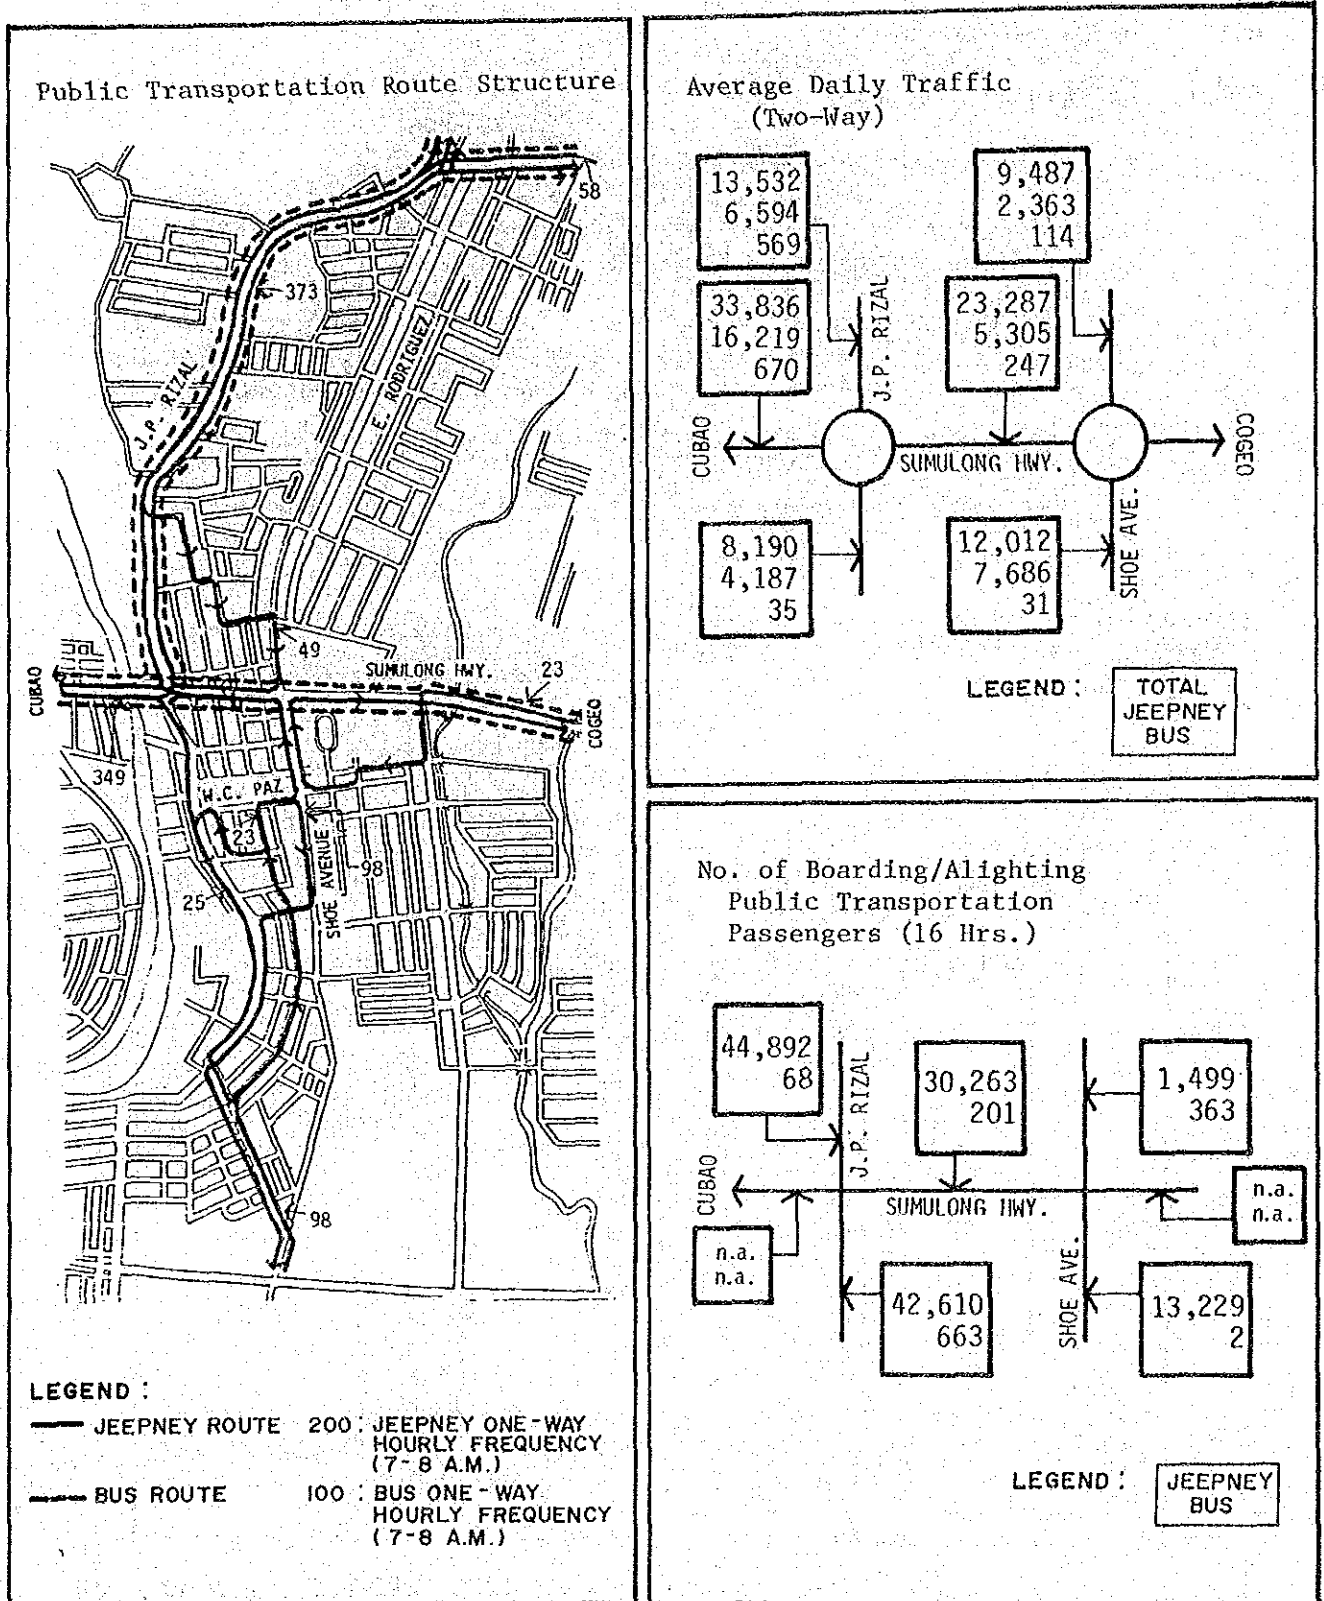 Public Transportation Route Structure
58
373
J.P. RIZAL
E. RODRIGUEZ
49
SUMULONG HWY.
23
CUBAO
COGEO
349
W.C. PAZ
23
SHOE AVENUE
98
25
98
LEGEND :
JEEPNEY ROUTE 200 : JEEPNEY ONE-WAY
HOURLY FREQUENCY
(7-8 A.M.)
BUS ROUTE 100 : BUS ONE-WAY
HOURLY FREQUENCY
(7-8 A.M.)
Average Daily Traffic
(Two-Way)
13,532
6,594
569
9,487
2,363
114
33,836
16,219
670
J.P. RIZAL
23,287
5,305
247
CUBAO
SUMULONG HWY.
COGEO
8,190
4,187
35
12,012
7,686
31
SHOE AVE.
LEGEND :
TOTAL
JEEPNEY
BUS
No. of Boarding/Alighting
Public Transportation
Passengers (16 Hrs.)
44,892
68
J.P. RIZAL
30,263
201
1,499
363
CUBAO
SUMULONG HWY.
n.a.
n.a.
n.a.
n.a.
42,610
663
SHOE AVE.
13,229
2
LEGEND :
JEEPNEY
BUS